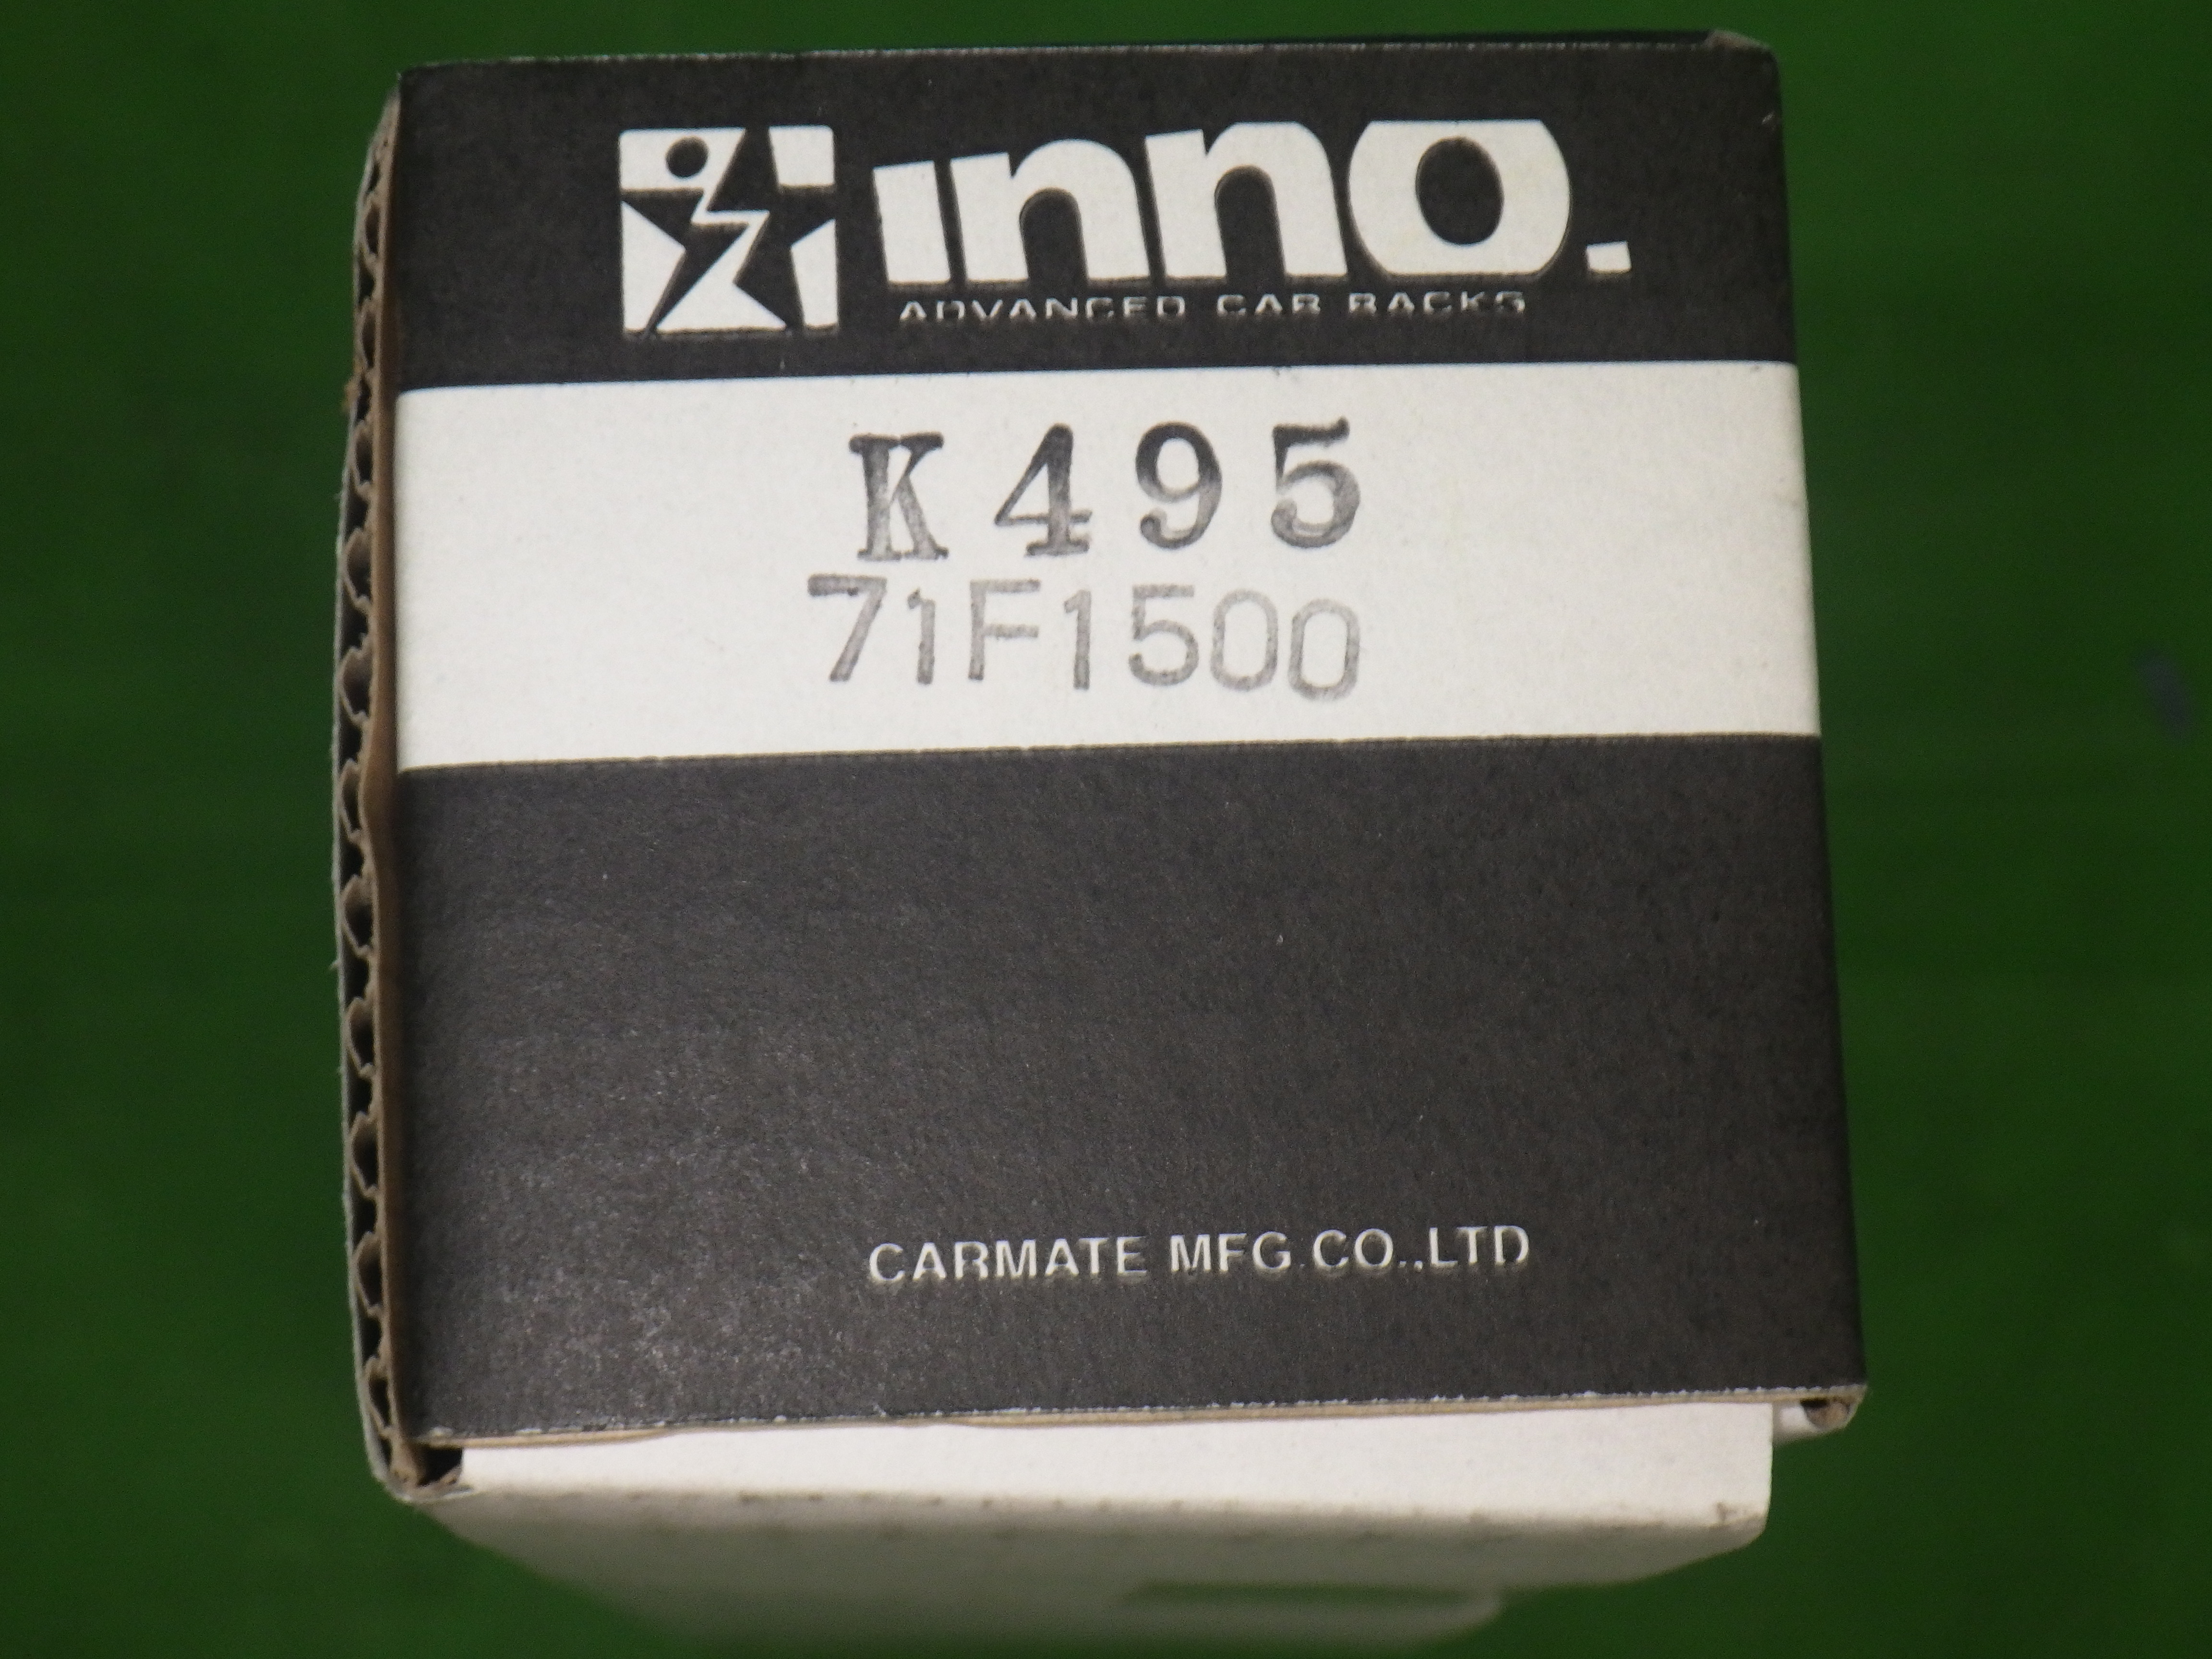 inno.
ADVANCED CAR RACKS
K495
71F1500
CARMATE MFG.CO.,LTD